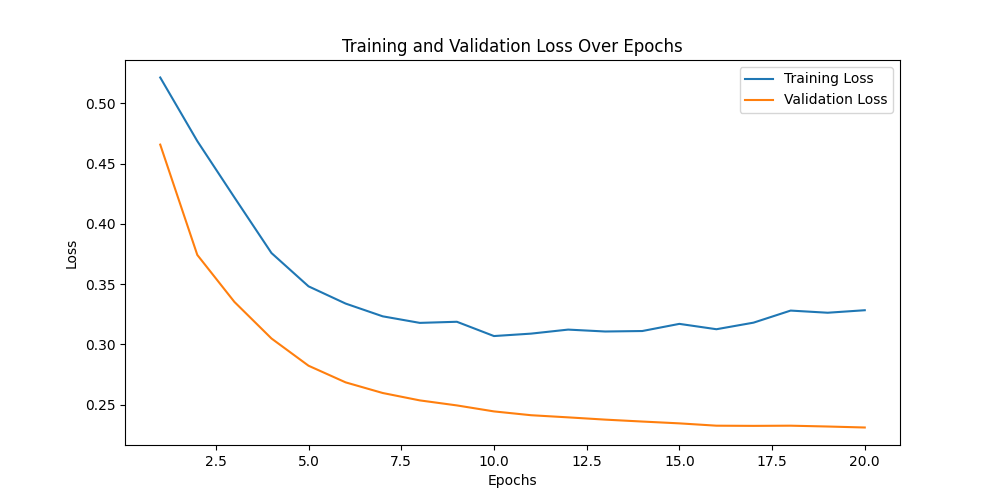 Training and Validation Loss Over Epochs
Training Loss
Validation Loss
0.50
0.45
0.40
0.35
0.30
0.25
Loss
2.5 5.0 7.5 10.0 12.5 15.0 17.5 20.0
Epochs